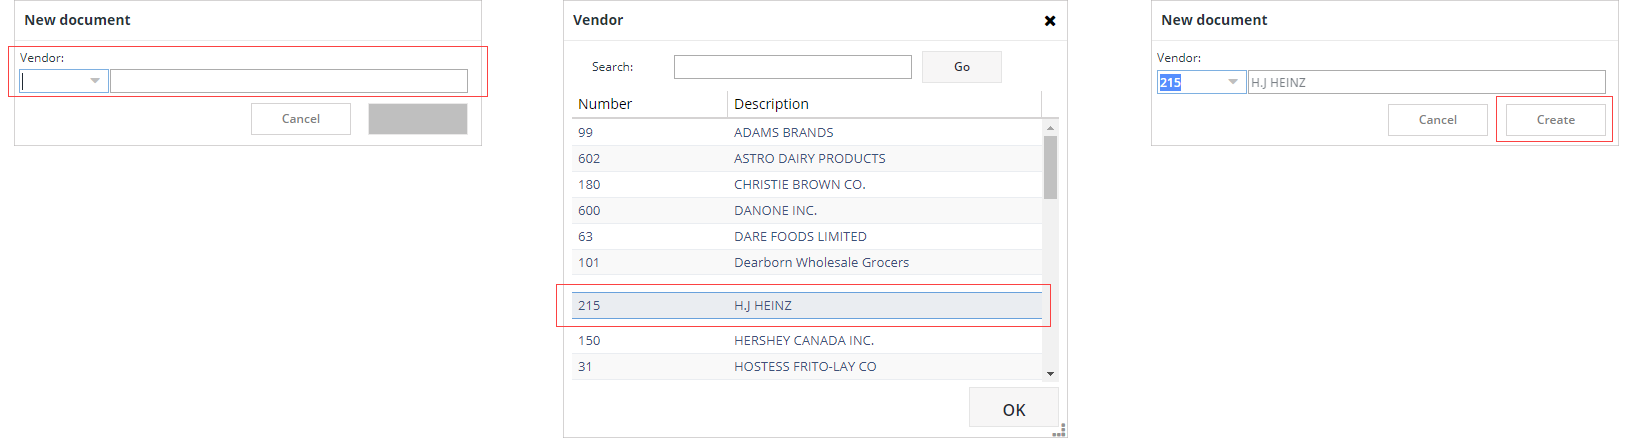 New document
Vendor:
Cancel
Vendor
Search:
Go
Number Description
99 ADAMS BRANDS
602 ASTRO DAIRY PRODUCTS
180 CHRISTIE BROWN CO.
600 DANONE INC.
63 DARE FOODS LIMITED
101 Dearborn Wholesale Grocers
215 H.J HEINZ
150 HERSHEY CANADA INC.
31 HOSTESS FRITO-LAY CO
OK
New document
Vendor:
215 H.J HEINZ
Cancel Create